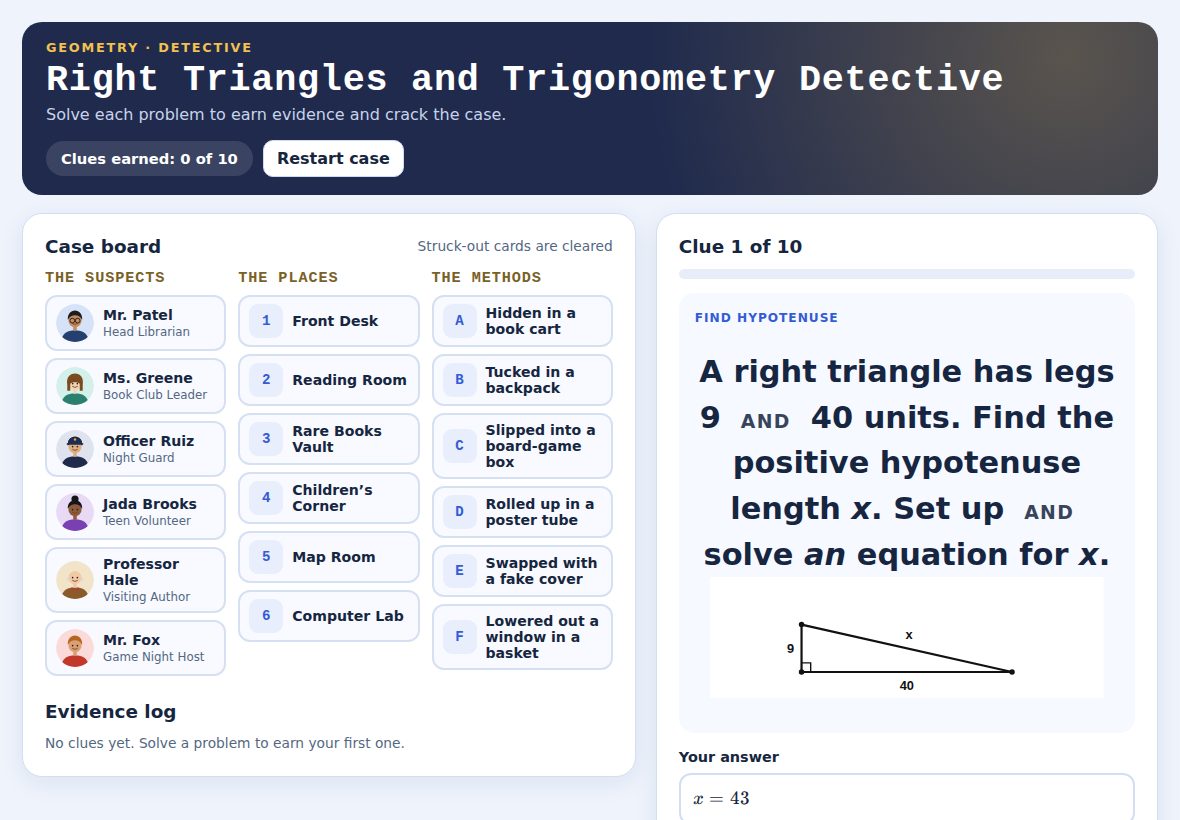 GEOMETRY · DETECTIVE
Right Triangles and Trigonometry Detective
Solve each problem to earn evidence and crack the case.
Clues earned: 0 of 10
Restart case
Case board
Struck-out cards are cleared
THE SUSPECTS
Mr. Patel
Head Librarian
Ms. Greene
Book Club Leader
Officer Ruiz
Night Guard
Jada Brooks
Teen Volunteer
Professor
Hale
Visiting Author
Mr. Fox
Game Night Host
THE PLACES
1 Front Desk
2 Reading Room
3 Rare Books
Vault
4 Children’s
Corner
5 Map Room
6 Computer Lab
THE METHODS
A Hidden in a
book cart
B Tucked in a
backpack
C Slipped into a
board-game
box
D Rolled up in a
poster tube
E Swapped with
a fake cover
F Lowered out a
window in a
basket
Evidence log
No clues yet. Solve a problem to earn your first one.
Clue 1 of 10
FIND HYPOTENUSE
A right triangle has legs
9 AND 40 units. Find the
positive hypotenuse
length x. Set up AND
solve an equation for x.
x
9
40
Your answer
x = 43